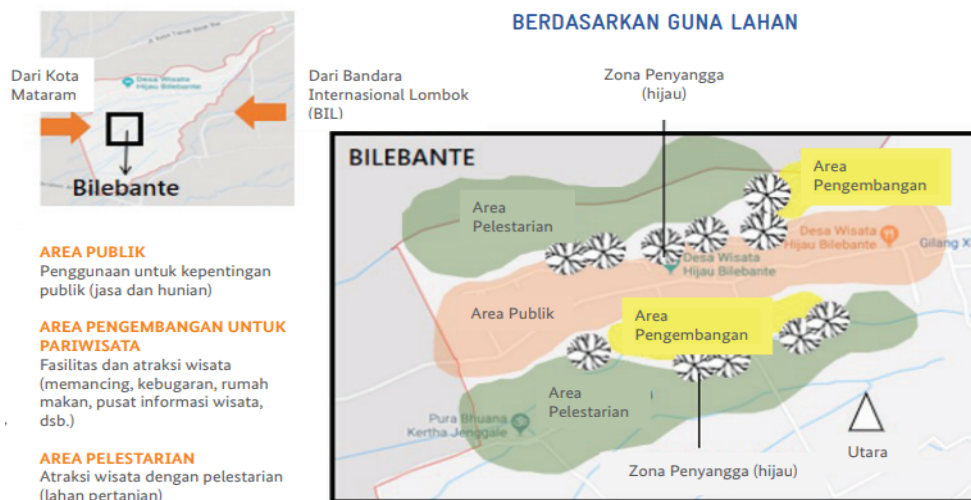 BERDASARKAN GUNA LAHAN
Desa Wisata
Hijau Bilebante
Dari Kota
Mataram
Dari Bandara
Internasional Lombok
(BIL)
Bilebante
Zona Penyangga
(hijau)
AREA PUBLIK
Penggunaan untuk kepentingan
publik (jasa dan hunian)
AREA PENGEMBANGAN UNTUK
PARIWISATA
Fasilitas dan atraksi wisata
(memancing, kebugaran, rumah
makan, pusat informasi wisata,
dsb.)
AREA PELESTARIAN
Atraksi wisata dengan pelestarian
(lahan pertanian)
BILEBANTE
Area
Pengembangan
Area
Pelestarian
Desa Wisata
Hijau Bilebante
Gilang
Desa Wisata
Hijau Bilebante
Area Publik
Area
Pengembangan
Area
Pelestarian
Pura Bhuana
Kertha Jenggale
Utara
Zona Penyangga (hijau)